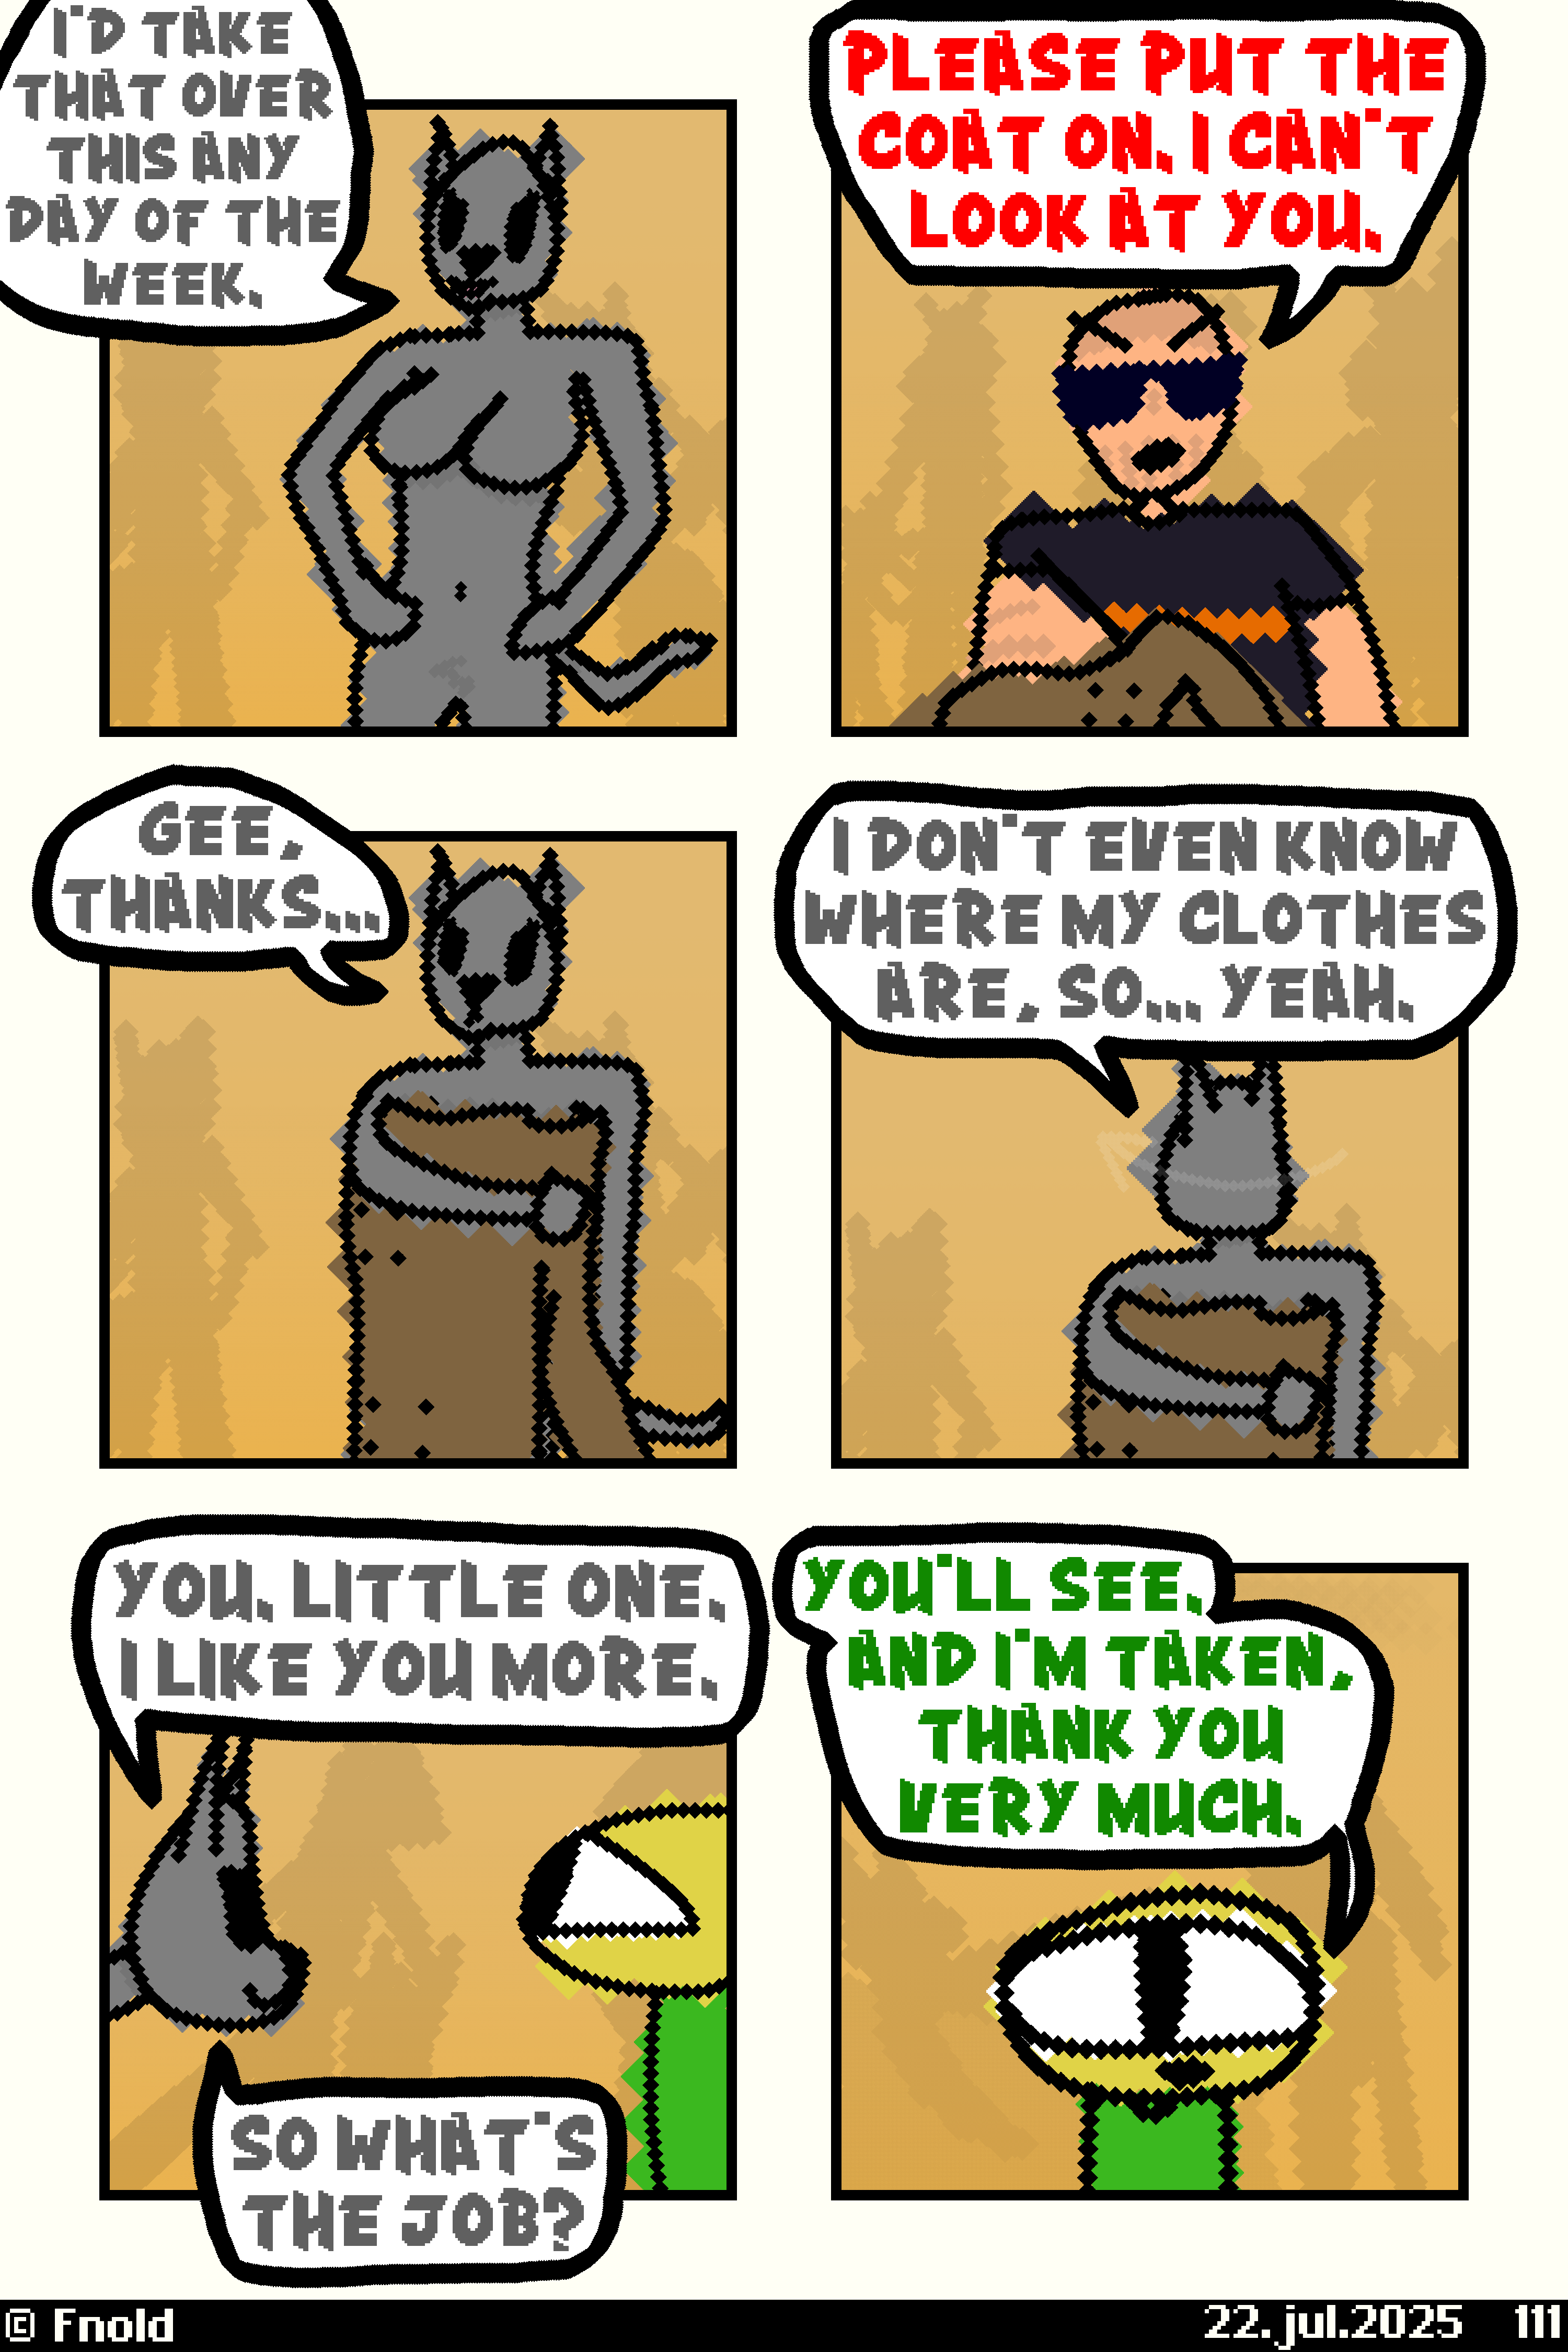 I'D TAKE
THAT OVER
THIS ANY
DAY OF THE
WEEK.
PLEASE PUT THE
COAT ON. I CAN'T
LOOK AT YOU.
GEE,
THANKS...
I DON'T EVEN KNOW
WHERE MY CLOTHES
ARE, SO... YEAH.
YOU. LITTLE ONE.
I LIKE YOU MORE.
SO WHAT'S
THE JOB?
YOU'LL SEE.
AND I'M TAKEN,
THANK YOU
VERY MUCH.
© Fnold
22.jul.2025 111